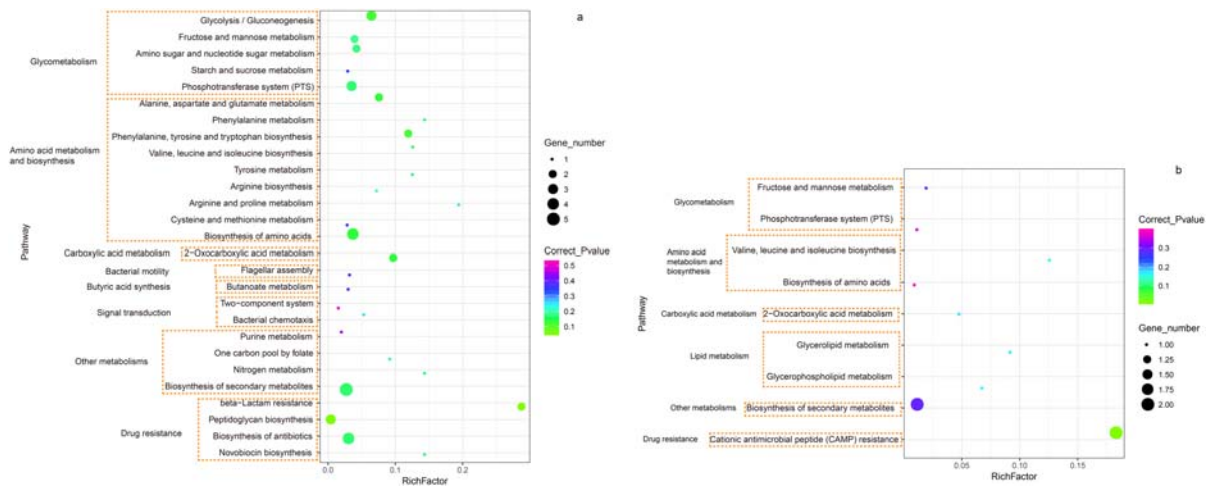 a
Glycolysis / Gluconeogenesis
Fructose and mannose metabolism
Amino sugar and nucleotide sugar metabolism
Glycometabolism
Starch and sucrose metabolism
Phosphotransferase system (PTS)
Alanine, aspartate and glutamate metabolism
Phenylalanine metabolism
Phenylalanine, tyrosine and tryptophan biosynthesis
Amino acid metabolism
and biosynthesis
Valine, leucine and isoleucine biosynthesis
Tyrosine metabolism
Arginine biosynthesis
Arginine and proline metabolism
Cysteine and methionine metabolism
Biosynthesis of amino acids
Carboxylic acid metabolism
2-Oxocarboxylic acid metabolism
Bacterial motility
Flagellar assembly
Butyric acid synthesis
Butanoate metabolism
Signal transduction
Two-component system
Bacterial chemotaxis
Other metabolisms
Purine metabolism
One carbon pool by folate
Nitrogen metabolism
Biosynthesis of secondary metabolites
Drug resistance
beta-Lactam resistance
Peptidoglycan biosynthesis
Biosynthesis of antibiotics
Novobiocin biosynthesis
Pathway
0.0
0.1
0.2
RichFactor
Gene_number
1
2
3
4
5
Correct_Pvalue
0.5
0.4
0.3
0.2
0.1
b
Glycometabolism
Fructose and mannose metabolism
Phosphotransferase system (PTS)
Amino acid
metabolism and
biosynthesis
Valine, leucine and isoleucine biosynthesis
Biosynthesis of amino acids
Carboxylic acid metabolism
2-Oxocarboxylic acid metabolism
Lipid metabolism
Glycerolipid metabolism
Glycerophospholipid metabolism
Other metabolisms
Biosynthesis of secondary metabolites
Drug resistance
Cationic antimicrobial peptide (CAMP) resistance
Pathway
0.05
0.10
0.15
RichFactor
Correct_Pvalue
0.3
0.2
0.1
Gene_number
1.00
1.25
1.50
1.75
2.00